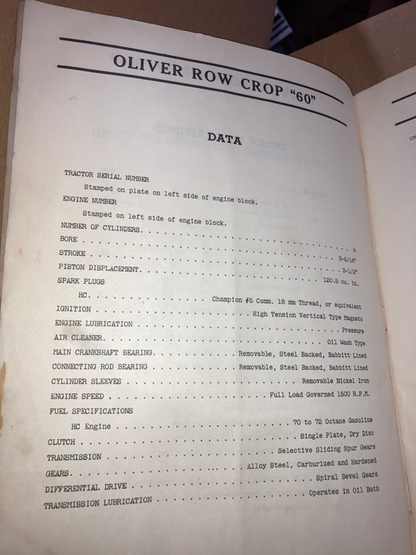 OLIVER ROW CROP "60"
DATA
TRACTOR SERIAL NUMBER
Stamped on plate on left side of engine block.
ENGINE NUMBER
Stamped on left side of engine block.
NUMBER OF CYLINDERS. . . . . . . . . . . . . . . . . . . . 4
BORE . . . . . . . . . . . . . . . . . . . . 3-5/16"
STROKE . . . . . . . . . . . . . . . . . . . . 3-1/2"
PISTON DISPLACEMENT. . . . . . . . . . . . . . . . . . . . 120.5 cu. in.
SPARK PLUGS
HC. . . . . . . . . . . Champion #5 Comm. 18 mm Thread, or equivalent
IGNITION . . . . . . . . . . . . . . . High Tension Vertical Type Magneto
ENGINE LUBRICATION . . . . . . . . . . . . . . . . . . . . Pressure
AIR CLEANER. . . . . . . . . . . . . . . . . . . . Oil Wash Type
MAIN CRANKSHAFT BEARING. . . . . . . . . . . Removable, Steel Backed, Babbitt Lined
CONNECTING ROD BEARING . . . . . . . . . . . Removable, Steel Backed, Babbitt Lined
CYLINDER SLEEVES . . . . . . . . . . . . . . . . . Removable Nickel Iron
ENGINE SPEED . . . . . . . . . . . . . . . Full Load Governed 1500 R.P.M.
FUEL SPECIFICATIONS
HC Engine . . . . . . . . . . . . . . . . 70 to 72 Octane Gasoline
CLUTCH . . . . . . . . . . . . . . . . . . . . Single Plate, Dry Disc
TRANSMISSION . . . . . . . . . . . . . . . . . Selective Sliding Spur Gears
GEARS. . . . . . . . . . . . . . . Alloy Steel, Carburized and Hardened
DIFFERENTIAL DRIVE . . . . . . . . . . . . . . . . . . . . Spiral Bevel Gears
TRANSMISSION LUBRICATION . . . . . . . . . . . . . . . . Operates in Oil Bath